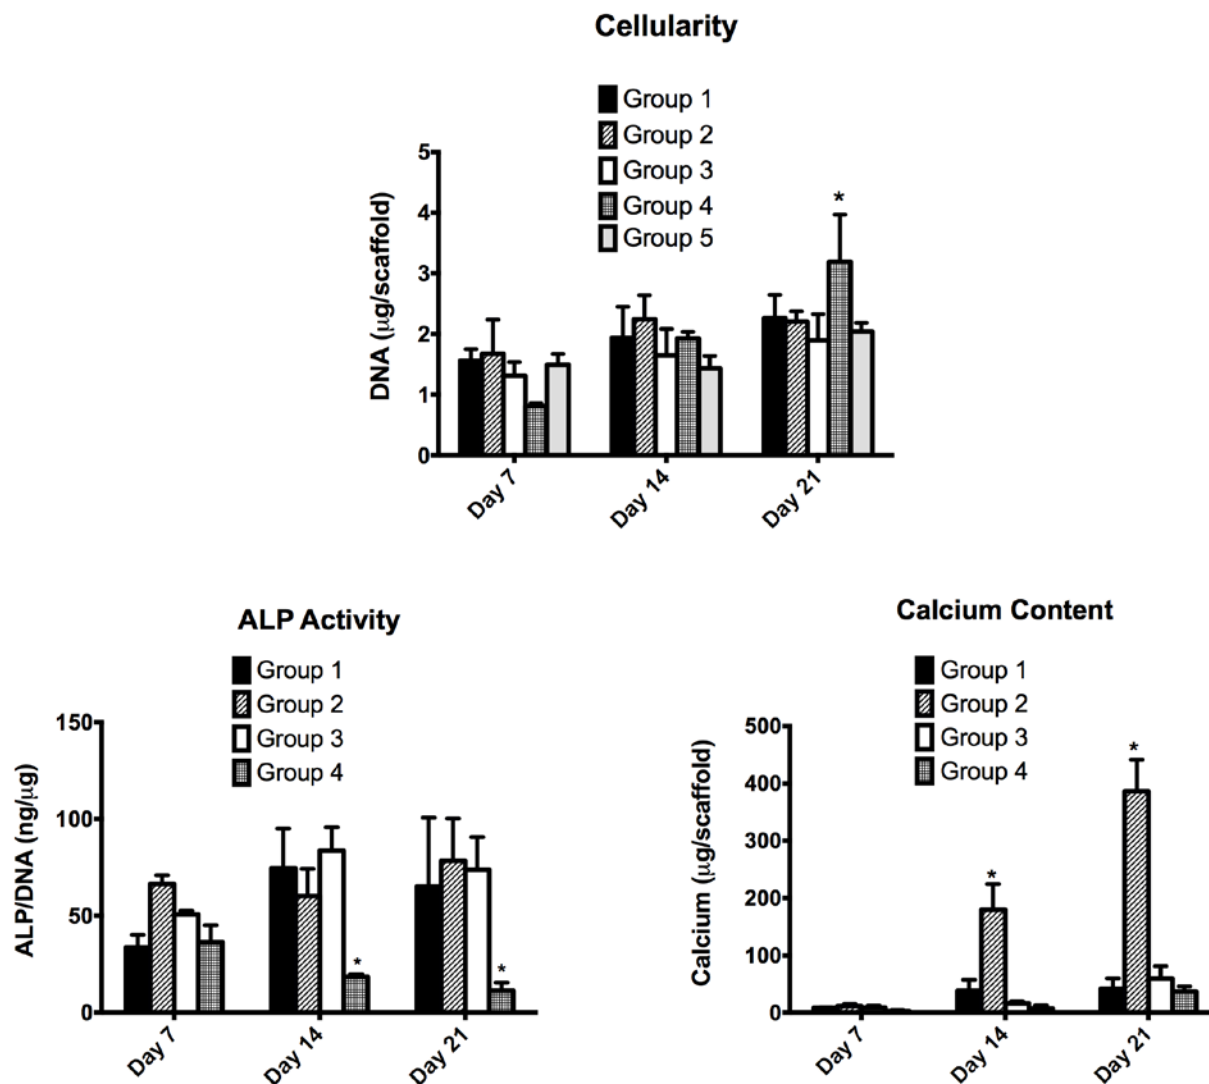 Cellularity
Group 1
Group 2
Group 3
Group 4
Group 5
DNA (μg/scaffold)
5
4
3
2
1
0
*
Day 7
Day 14
Day 21
ALP Activity
Group 1
Group 2
Group 3
Group 4
ALP/DNA (ng/μg)
150
100
50
0
*
*
Day 7
Day 14
Day 21
Calcium Content
Group 1
Group 2
Group 3
Group 4
Calcium (μg/scaffold)
500
400
300
200
100
0
*
*
Day 7
Day 14
Day 21